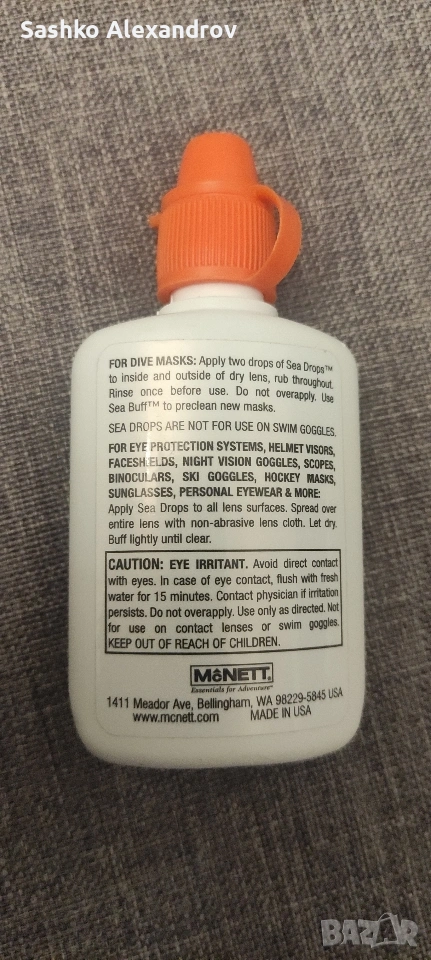 Sashko Alexandrov
FOR DIVE MASKS: Apply two drops of Sea Drops™
to inside and outside of dry lens, rub throughout.
Rinse once before use. Do not overapply. Use
Sea Buff™ to preclean new masks.
SEA DROPS ARE NOT FOR USE ON SWIM GOGGLES.
FOR EYE PROTECTION SYSTEMS, HELMET VISORS,
FACESHIELDS, NIGHT VISION GOGGLES, SCOPES,
BINOCULARS, SKI GOGGLES, HOCKEY MASKS,
SUNGLASSES, PERSONAL EYEWEAR & MORE:
Apply Sea Drops to all lens surfaces. Spread over
entire lens with non-abrasive lens cloth. Let dry.
Buff lightly until clear.
CAUTION: EYE IRRITANT. Avoid direct contact
with eyes. In case of eye contact, flush with fresh
water for 15 minutes. Contact physician if irritation
persists. Do not overapply. Use only as directed. Not
for use on contact lenses or swim goggles.
KEEP OUT OF REACH OF CHILDREN.
McNETT®
Essentials for Adventure™
1411 Meador Ave, Bellingham, WA 98229-5845 USA
www.mcnett.com MADE IN USA
BAZAR